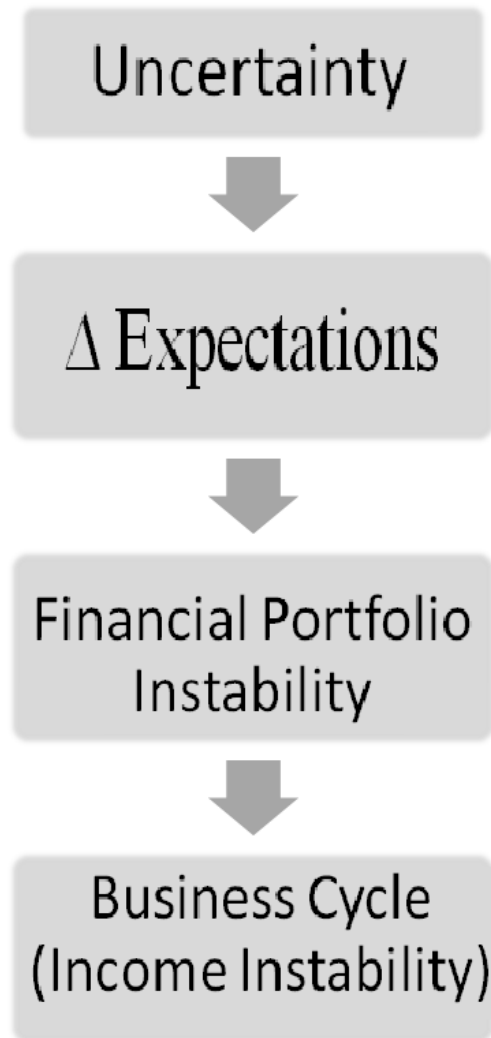 Uncertainty
Δ Expectations
Financial Portfolio
Instability
Business Cycle
(Income Instability)